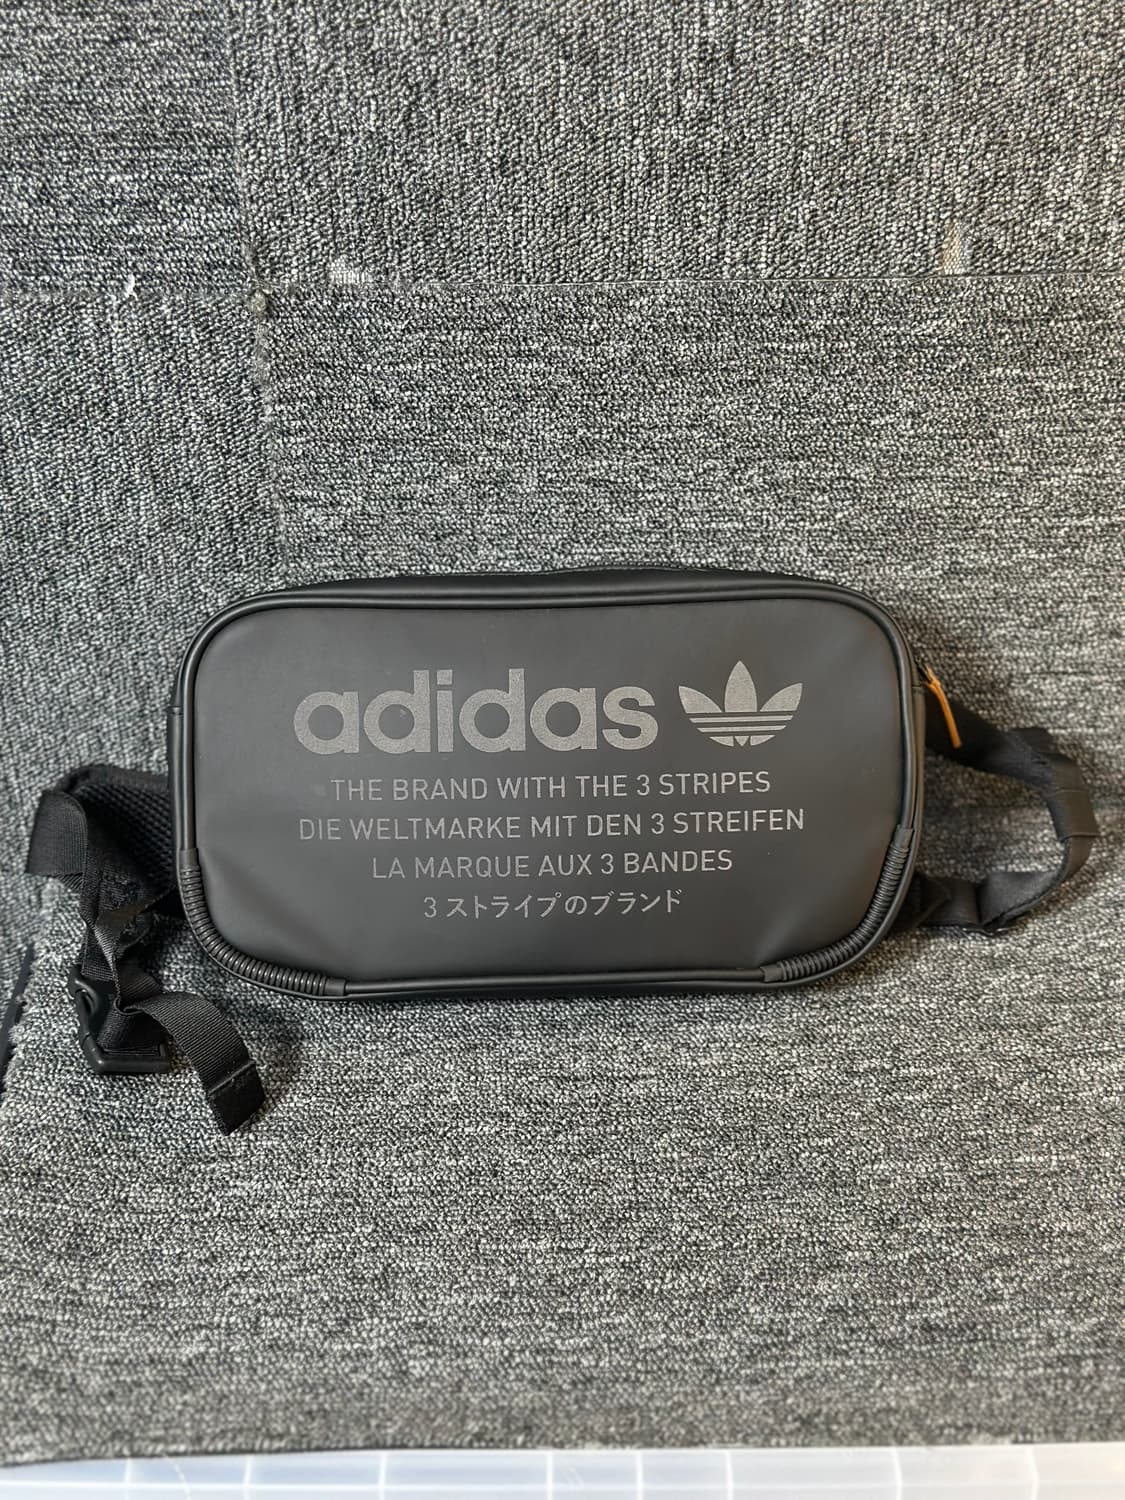 adidas
THE BRAND WITH THE 3 STRIPES
DIE WELTMARKE MIT DEN 3 STREIFEN
LA MARQUE AUX 3 BANDES
3 ストライプのブランド